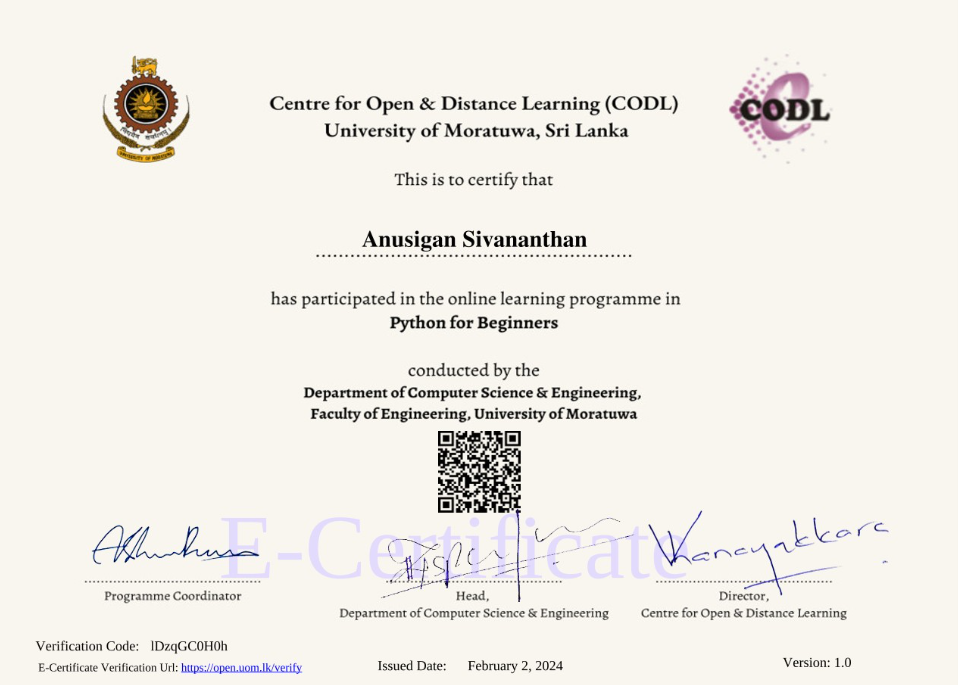 Centre for Open & Distance Learning (CODL)
University of Moratuwa, Sri Lanka
CODL
UNIVERSITY OF MORATUWA
This is to certify that
Anusigan Sivananthan
has participated in the online learning programme in
Python for Beginners
conducted by the
Department of Computer Science & Engineering,
Faculty of Engineering, University of Moratuwa
E-Certificate
Programme Coordinator
Head,
Department of Computer Science & Engineering
Director,
Centre for Open & Distance Learning
Verification Code: lDzqGC0H0h
E-Certificate Verification Url: https://open.uom.lk/verify
Issued Date: February 2, 2024
Version: 1.0